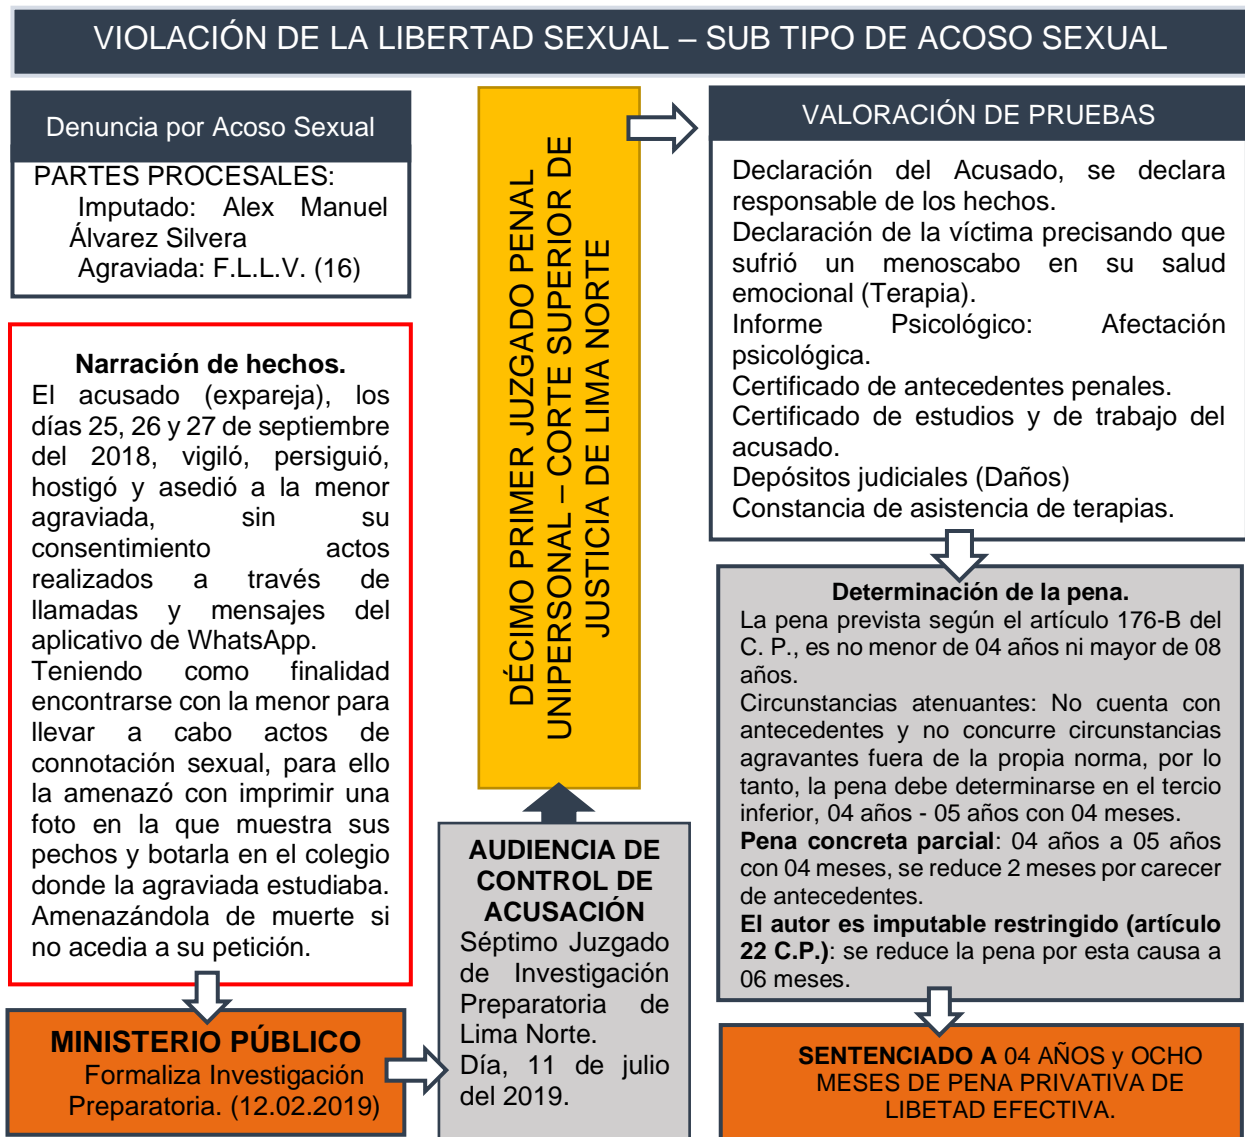 VIOLACIÓN DE LA LIBERTAD SEXUAL – SUB TIPO DE ACOSO SEXUAL
Denuncia por Acoso Sexual
PARTES PROCESALES:
Imputado: Alex Manuel
Álvarez Silvera
Agraviada: F.L.L.V. (16)
Narración de hechos.
El acusado (expareja), los
días 25, 26 y 27 de septiembre
del 2018, vigiló, persiguió,
hostigó y asedió a la menor
agraviada, sin su
consentimiento actos
realizados a través de
llamadas y mensajes del
aplicativo de WhatsApp.
Teniendo como finalidad
encontrarse con la menor para
llevar a cabo actos de
connotación sexual, para ello
la amenazó con imprimir una
foto en la que muestra sus
pechos y botarla en el colegio
donde la agraviada estudiaba.
Amenazándola de muerte si
no acedia a su petición.
MINISTERIO PÚBLICO
Formaliza Investigación
Preparatoria. (12.02.2019)
AUDIENCIA DE
CONTROL DE
ACUSACIÓN
Séptimo Juzgado
de Investigación
Preparatoria de
Lima Norte.
Día, 11 de julio
del 2019.
DÉCIMO PRIMER JUZGADO PENAL
UNIPERSONAL – CORTE SUPERIOR DE
JUSTICIA DE LIMA NORTE
VALORACIÓN DE PRUEBAS
Declaración del Acusado, se declara
responsable de los hechos.
Declaración de la víctima precisando que
sufrió un menoscabo en su salud
emocional (Terapia).
Informe Psicológico: Afectación
psicológica.
Certificado de antecedentes penales.
Certificado de estudios y de trabajo del
acusado.
Depósitos judiciales (Daños)
Constancia de asistencia de terapias.
Determinación de la pena.
La pena prevista según el artículo 176-B del
C. P., es no menor de 04 años ni mayor de 08
años.
Circunstancias atenuantes: No cuenta con
antecedentes y no concurre circunstancias
agravantes fuera de la propia norma, por lo
tanto, la pena debe determinarse en el tercio
inferior, 04 años - 05 años con 04 meses.
Pena concreta parcial: 04 años a 05 años
con 04 meses, se reduce 2 meses por carecer
de antecedentes.
El autor es imputable restringido (artículo
22 C.P.): se reduce la pena por esta causa a
06 meses.
SENTENCIADO A 04 AÑOS y OCHO
MESES DE PENA PRIVATIVA DE
LIBETAD EFECTIVA.